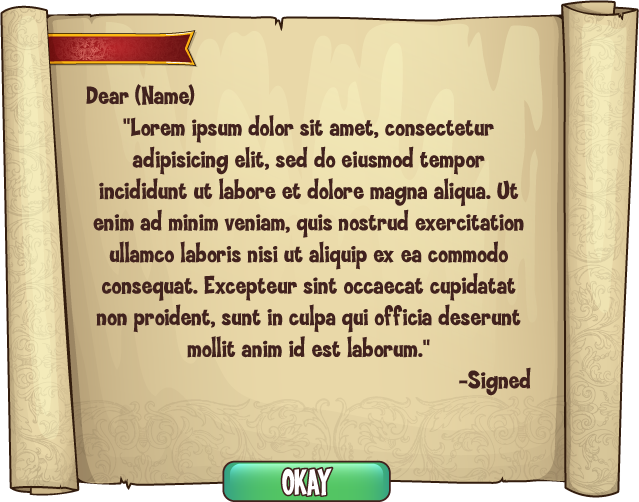 Dear (Name)
"Lorem ipsum dolor sit amet, consectetur
adipisicing elit, sed do eiusmod tempor
incididunt ut labore et dolore magna aliqua. Ut
enim ad minim veniam, quis nostrud exercitation
ullamco laboris nisi ut aliquip ex ea commodo
consequat. Excepteur sint occaecat cupidatat
non proident, sunt in culpa qui officia deserunt
mollit anim id est laborum."
-Signed
OKAY